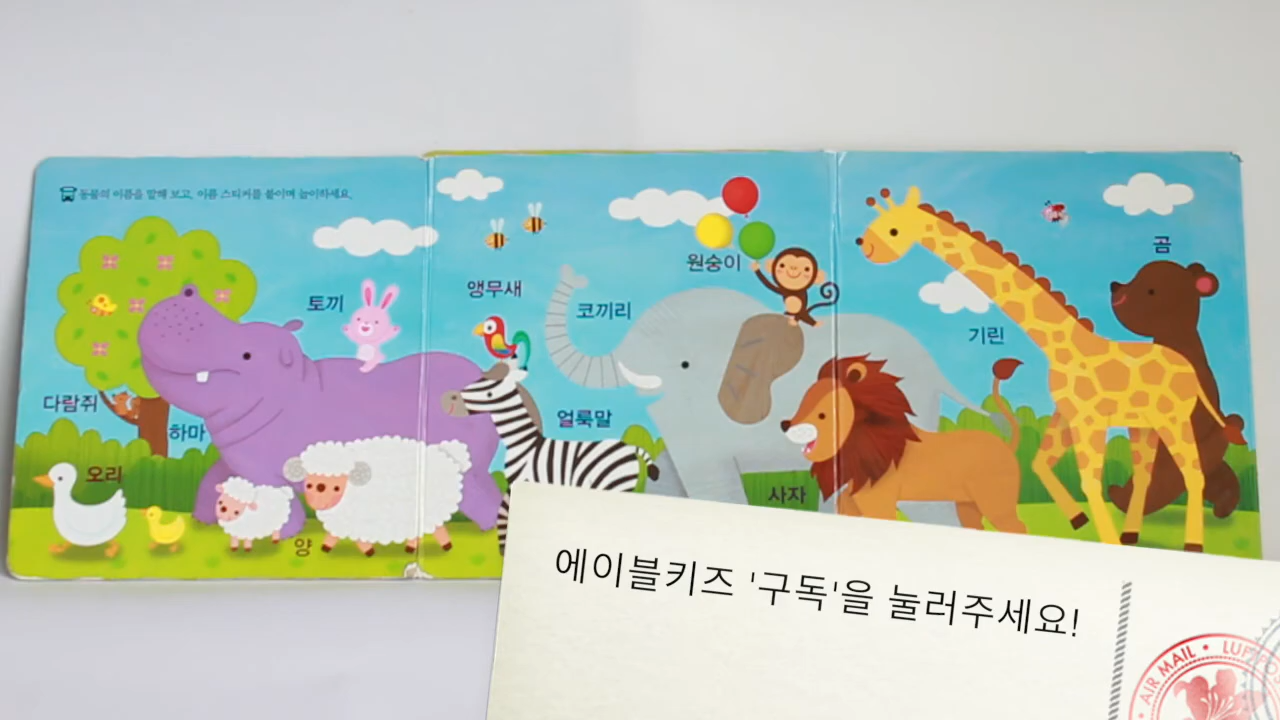 동물의 이름을 말해 보고, 이름 스티커를 붙이며 놀이하세요.
원숭이
곰
앵무새
토끼
코끼리
기린
다람쥐
얼룩말
하마
오리
사자
양
에이블키즈 '구독'을 눌러주세요!
AIR MAIL